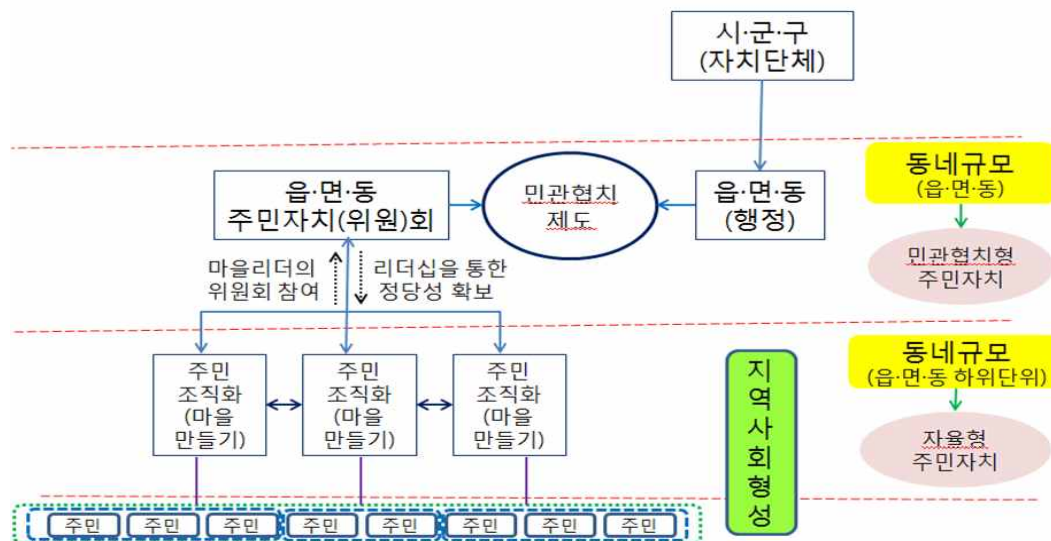 시·군·구
(자치단체)
읍·면·동
주민자치(위원)회
민관협치
제도
읍·면·동
(행정)
동네규모
(읍·면·동)
민관협치형
주민자치
마을리더의
위원회 참여
리더십을 통한
정당성 확보
주민
조직화
(마을
만들기)
주민
조직화
(마을
만들기)
주민
조직화
(마을
만들기)
지
역
사
회
형
성
동네규모
(읍·면·동 하위단위)
자율형
주민자치
주민 주민 주민 주민 주민 주민 주민 주민